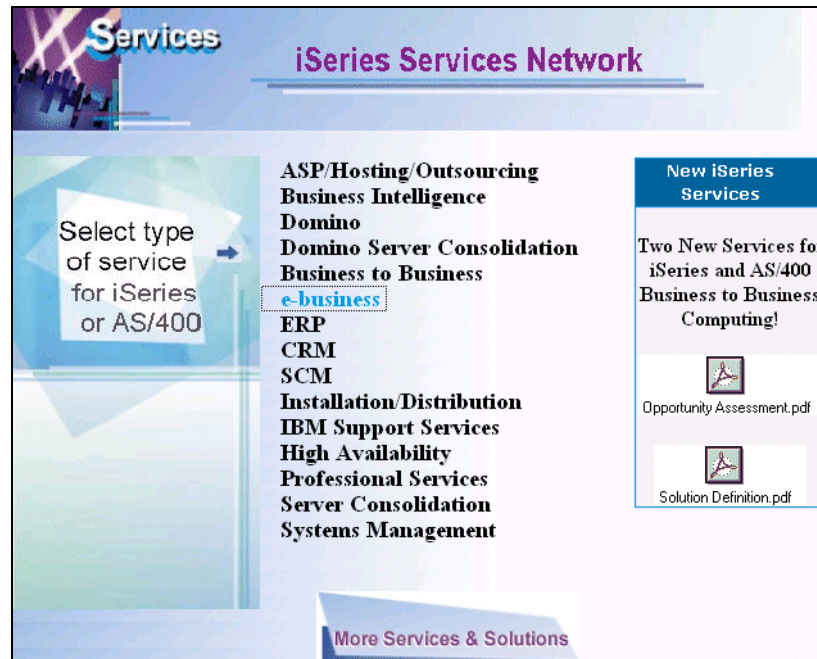 Services
iSeries Services Network
Select type
of service
for iSeries
or AS/400
ASP/Hosting/Outsourcing
Business Intelligence
Domino
Domino Server Consolidation
Business to Business
e-business
ERP
CRM
SCM
Installation/Distribution
IBM Support Services
High Availability
Professional Services
Server Consolidation
Systems Management
New iSeries
Services
Two New Services for
iSeries and AS/400
Business to Business
Computing!
Opportunity Assessment.pdf
Solution Definition.pdf
More Services & Solutions